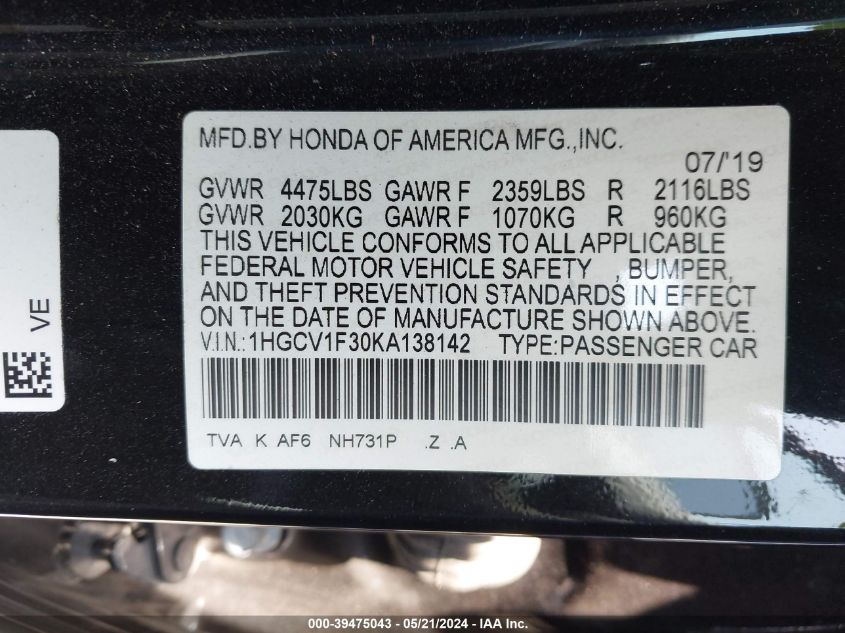 MFD.BY HONDA OF AMERICA MFG.,INC.
07/'19
GVWR 4475LBS GAWR F 2359LBS R 2116LBS
GVWR 2030KG GAWR F 1070KG R 960KG
THIS VEHICLE CONFORMS TO ALL APPLICABLE
FEDERAL MOTOR VEHICLE SAFETY , BUMPER,
AND THEFT PREVENTION STANDARDS IN EFFECT
ON THE DATE OF MANUFACTURE SHOWN ABOVE.
V.I.N.:1HGCV1F30KA138142 TYPE:PASSENGER CAR
TVA K AF6 NH731P .Z .A
VE
000-39475043 - 05/21/2024 - IAA Inc.